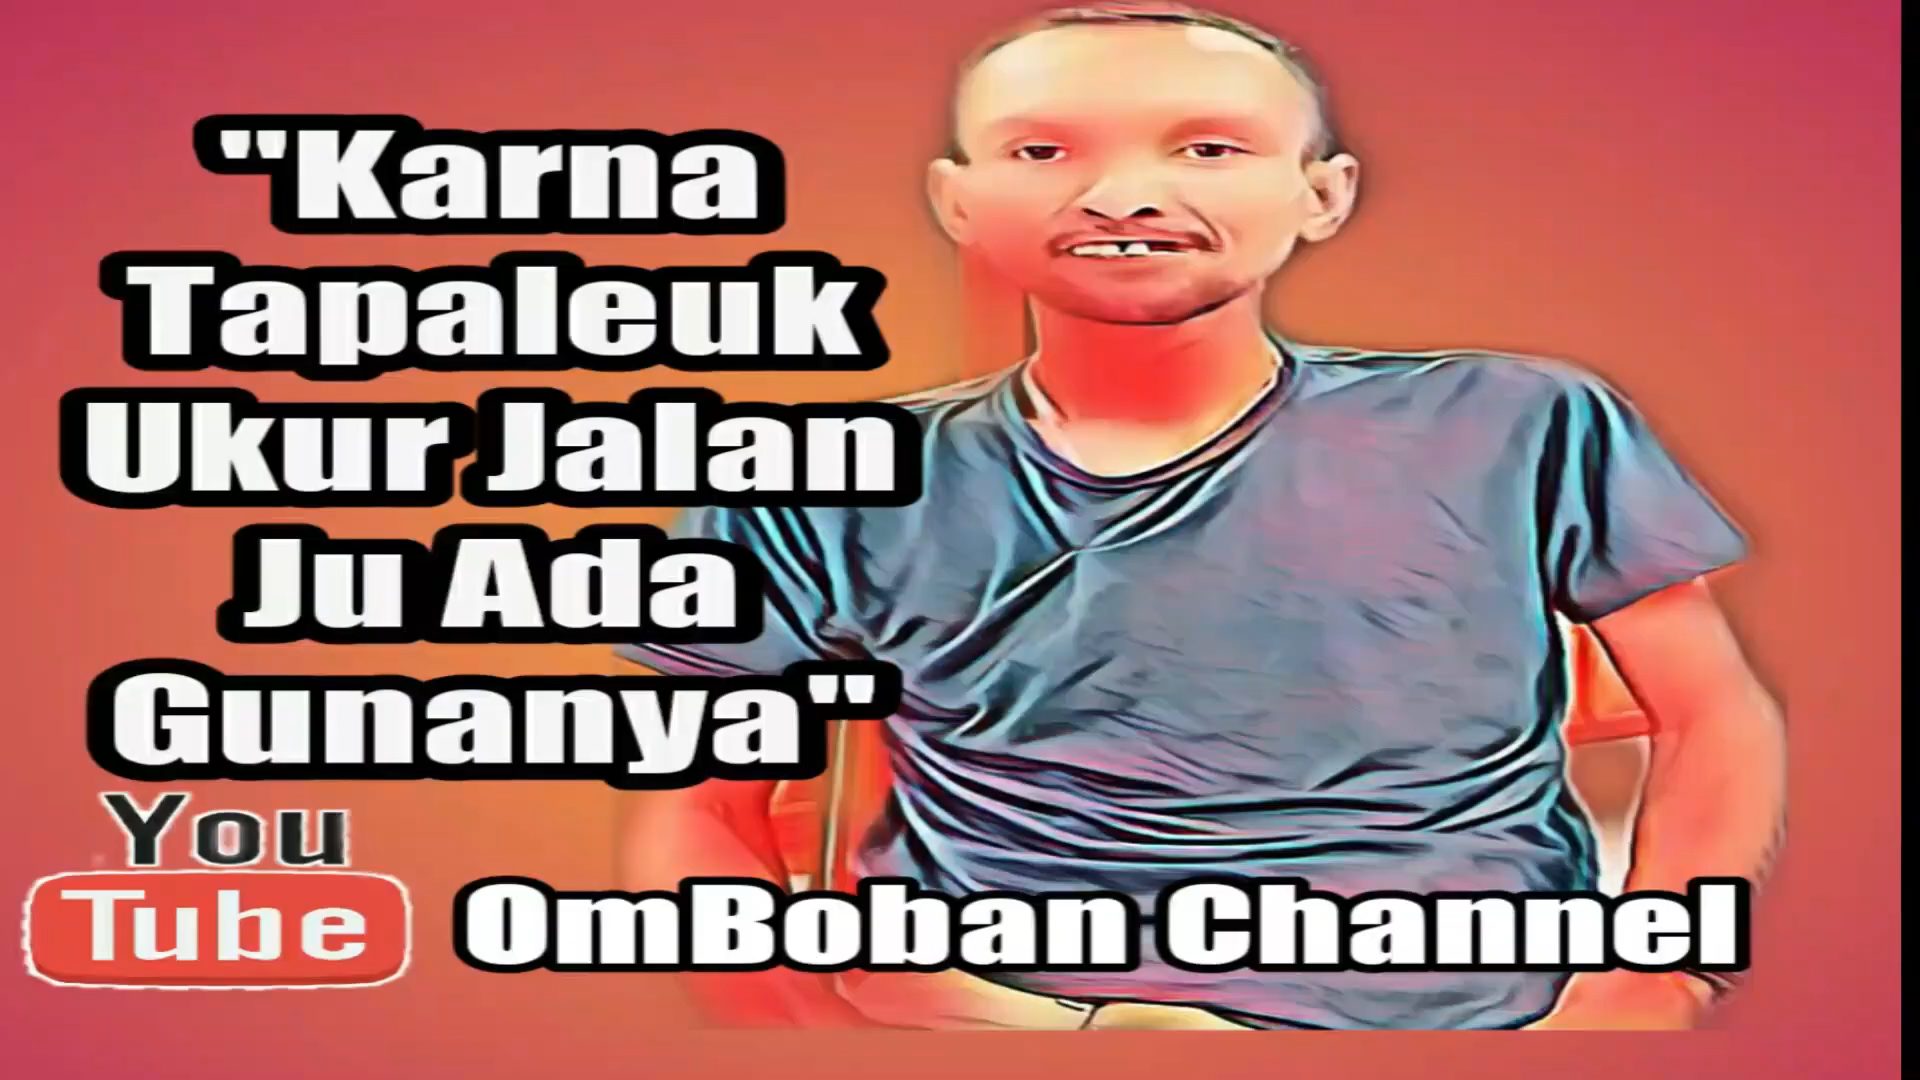 "Karna
Tapaleuk
Ukur Jalan
Ju Ada
Gunanya"
You
Tube
OmBoban Channel